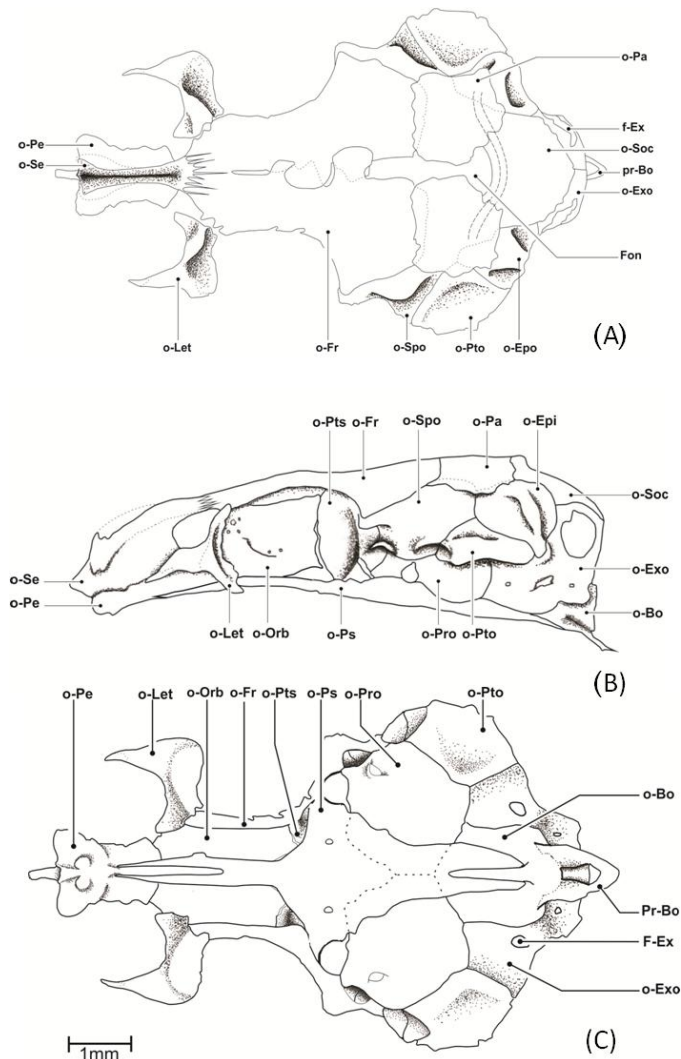 o-Pa
f-Ex
o-Pe
o-Soc
o-Se
pr-Bo
o-Exo
Fon
o-Let
o-Fr
o-Spo
o-Pto
o-Epo
(A)
o-Pts
o-Fr
o-Spo
o-Pa
o-Epi
o-Soc
o-Se
o-Exo
o-Pe
o-Bo
o-Let
o-Orb
o-Ps
o-Pro
o-Pto
(B)
o-Pe
o-Let
o-Orb
o-Fr
o-Pts
o-Ps
o-Pro
o-Pto
o-Bo
Pr-Bo
F-Ex
o-Exo
1mm
(C)